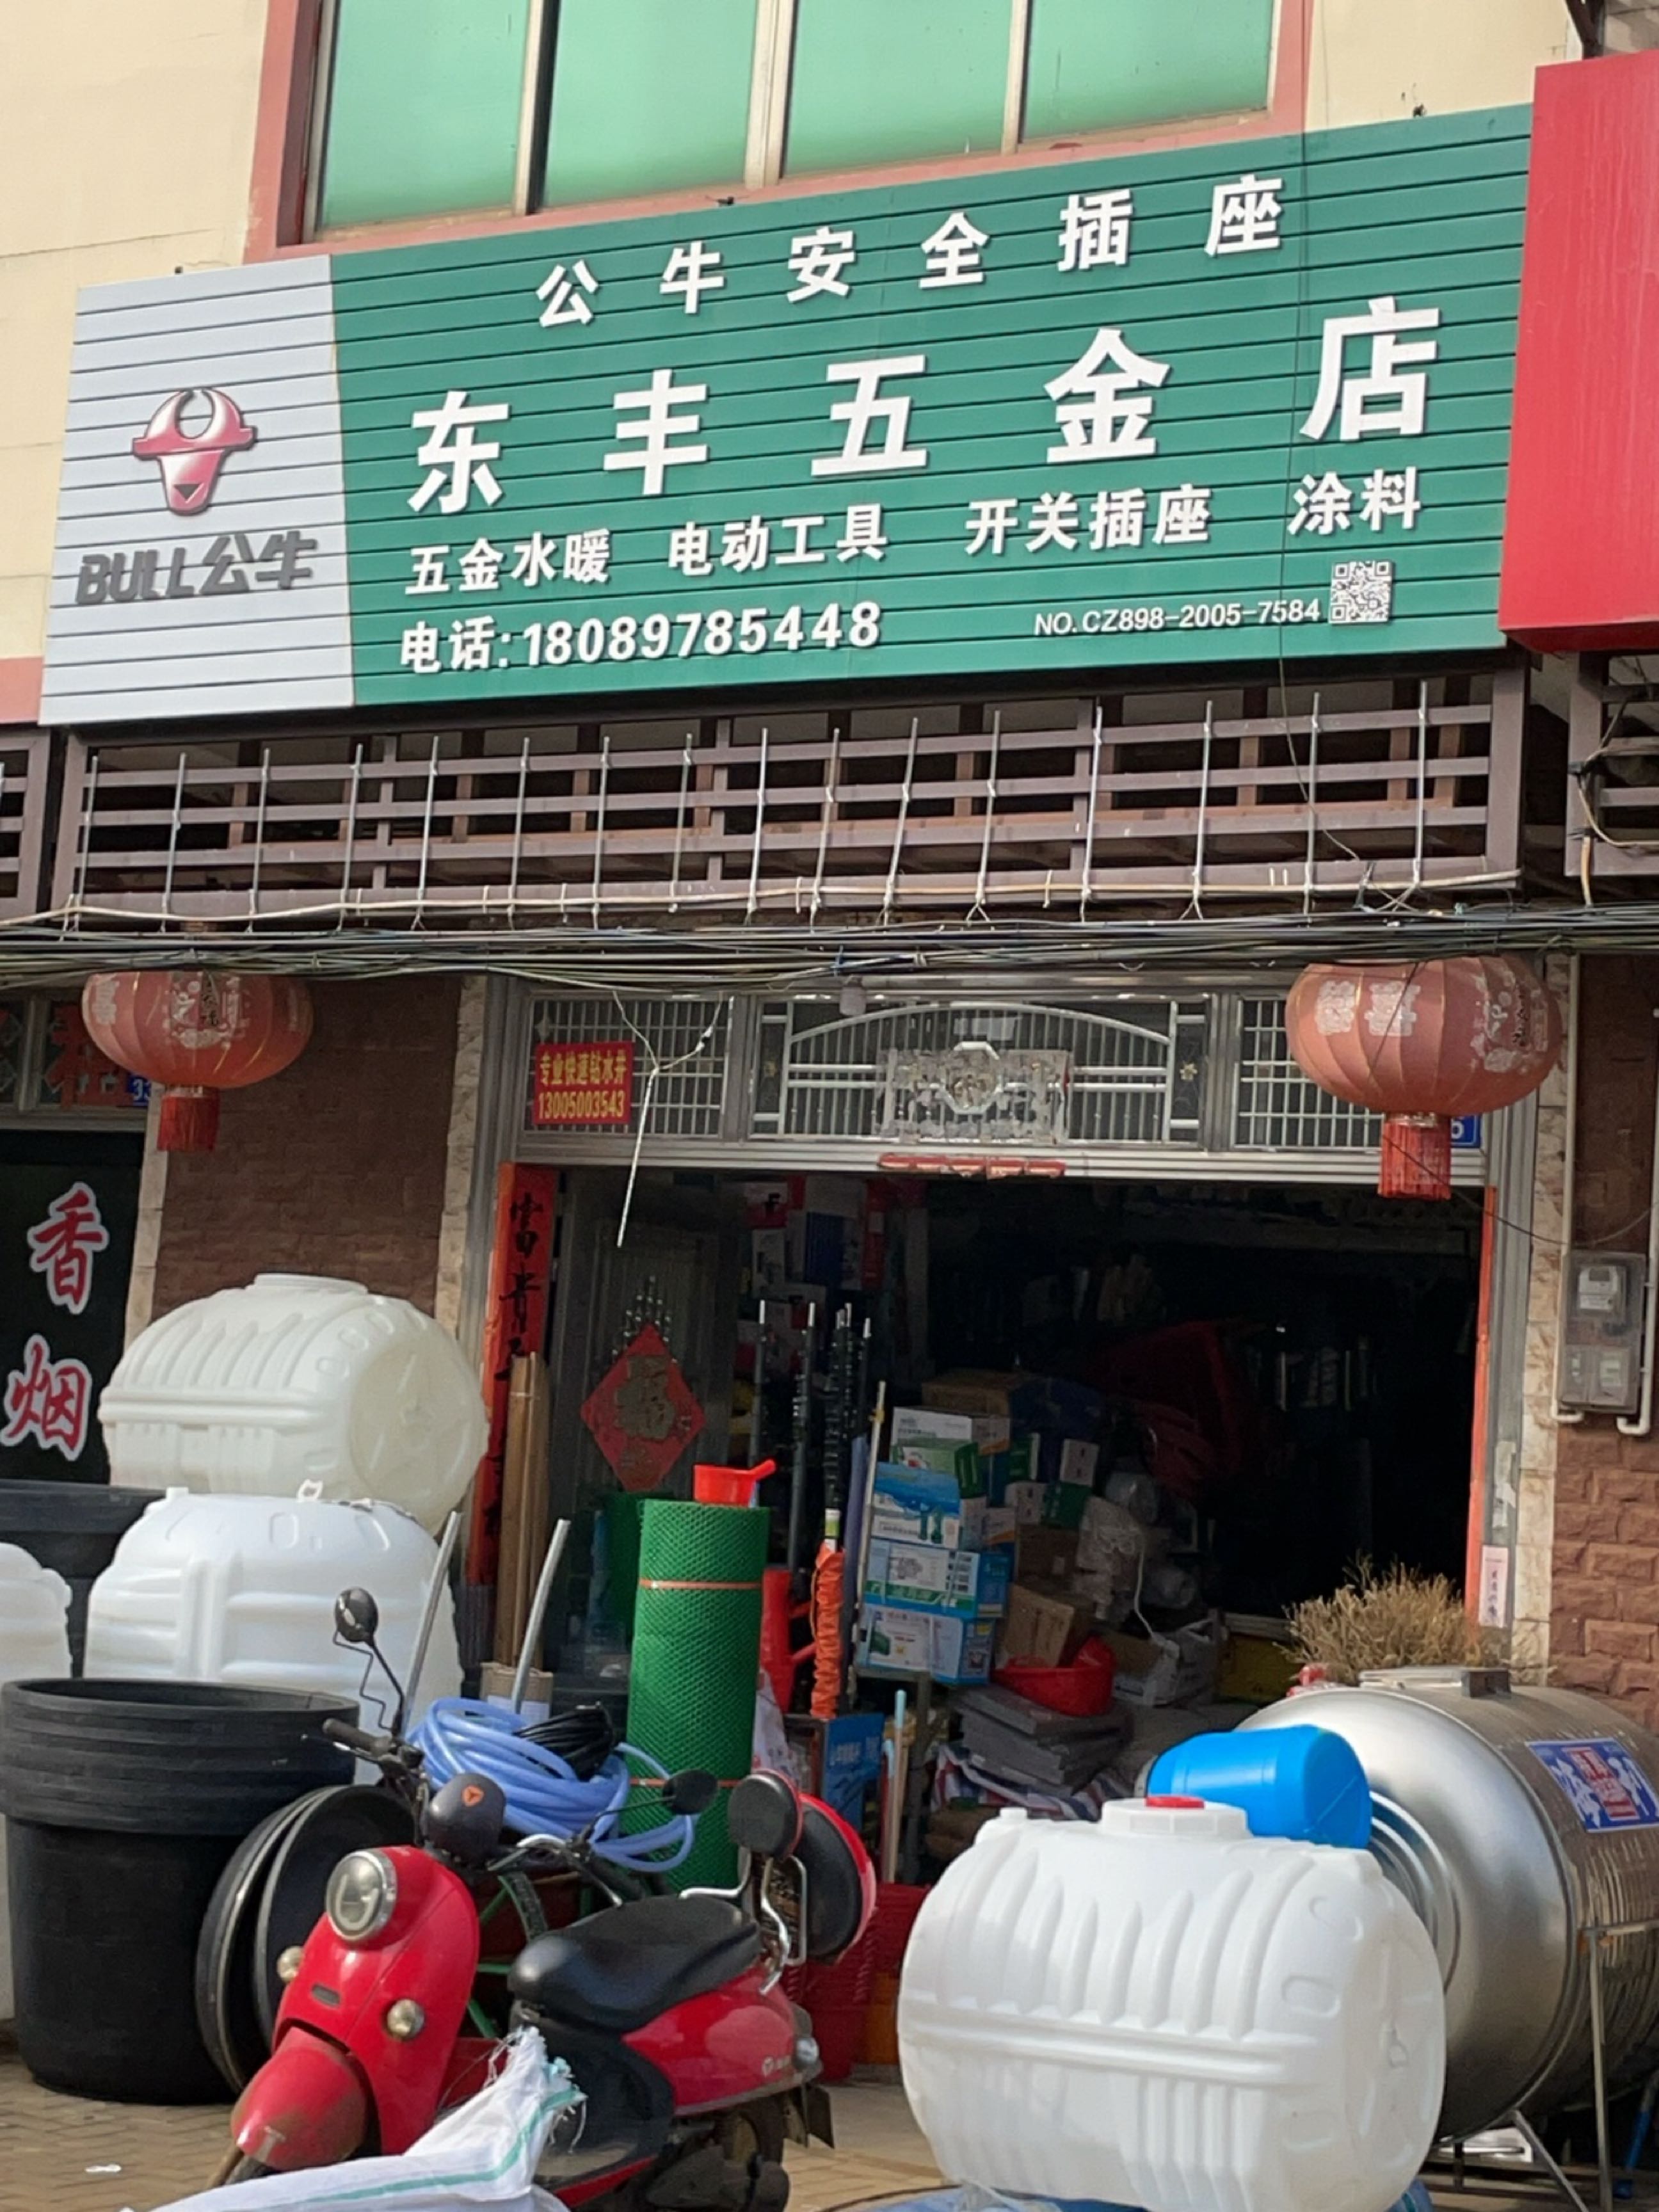 公牛安全插座
东丰五金店
BULL公牛
五金水暖 电动工具 开关插座 涂料
电话:18089785448
NO.CZ898-2005-7584
专业快速钻水井
13005003543
香
烟